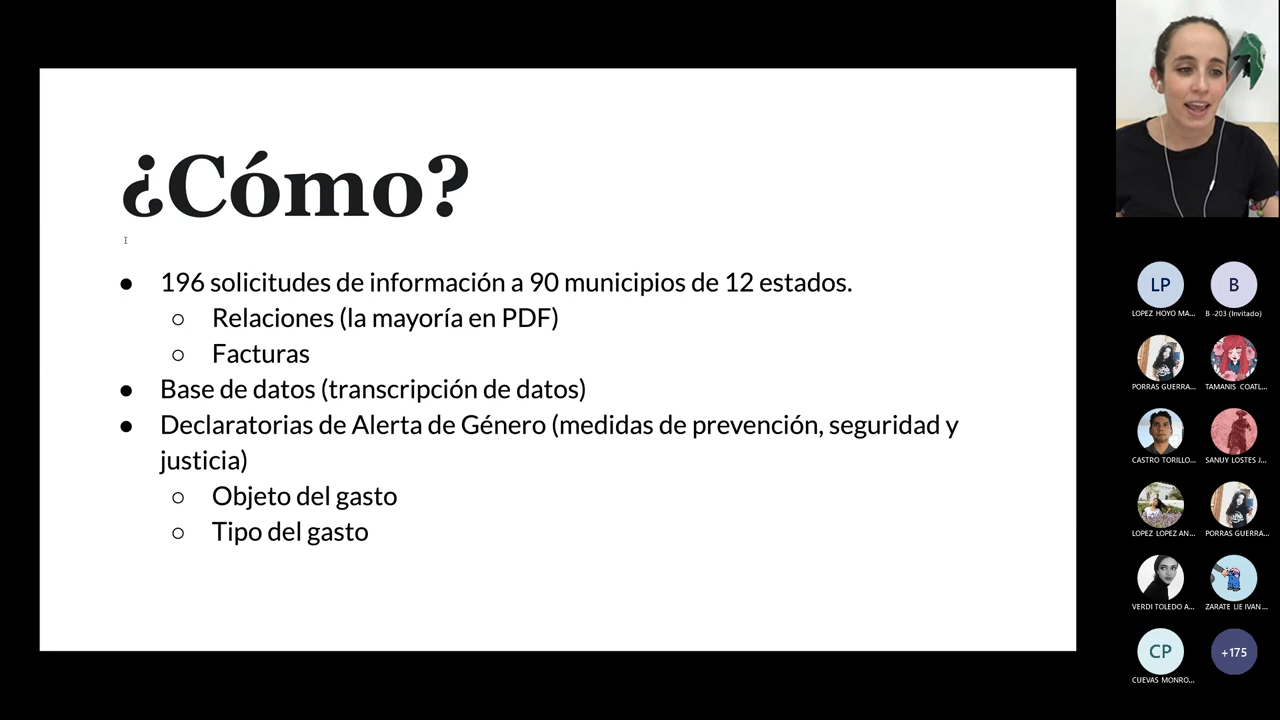 ¿Cómo?
● 196 solicitudes de información a 90 municipios de 12 estados.
○ Relaciones (la mayoría en PDF)
○ Facturas
● Base de datos (transcripción de datos)
● Declaratorias de Alerta de Género (medidas de prevención, seguridad y
justicia)
○ Objeto del gasto
○ Tipo del gasto
LP
B
LOPEZ HOYO MA...
B -203 (Invitado)
PORRAS GUERRA...
TAMANIS COATL...
CASTRO TORILLO...
SANUY LOSTES J...
LOPEZ LOPEZ AN...
PORRAS GUERRA...
VERDI TOLEDO A...
ZARATE LIE IVAN...
CP
+175
CUEVAS MONRO...